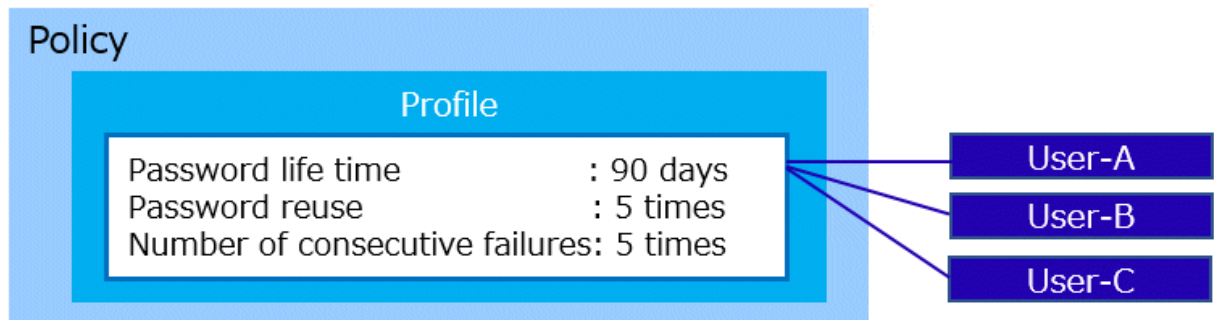 Policy
Profile
Password life time : 90 days
Password reuse : 5 times
Number of consecutive failures: 5 times
User-A
User-B
User-C